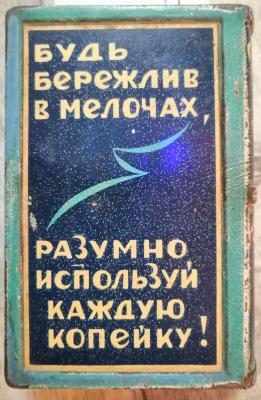 БУДЬ
БЕРЕЖЛИВ
В МЕЛОЧАХ,
РАЗУМНО
ИСПОЛЬЗУЙ
КАЖДУЮ
КОПЕЙКУ!